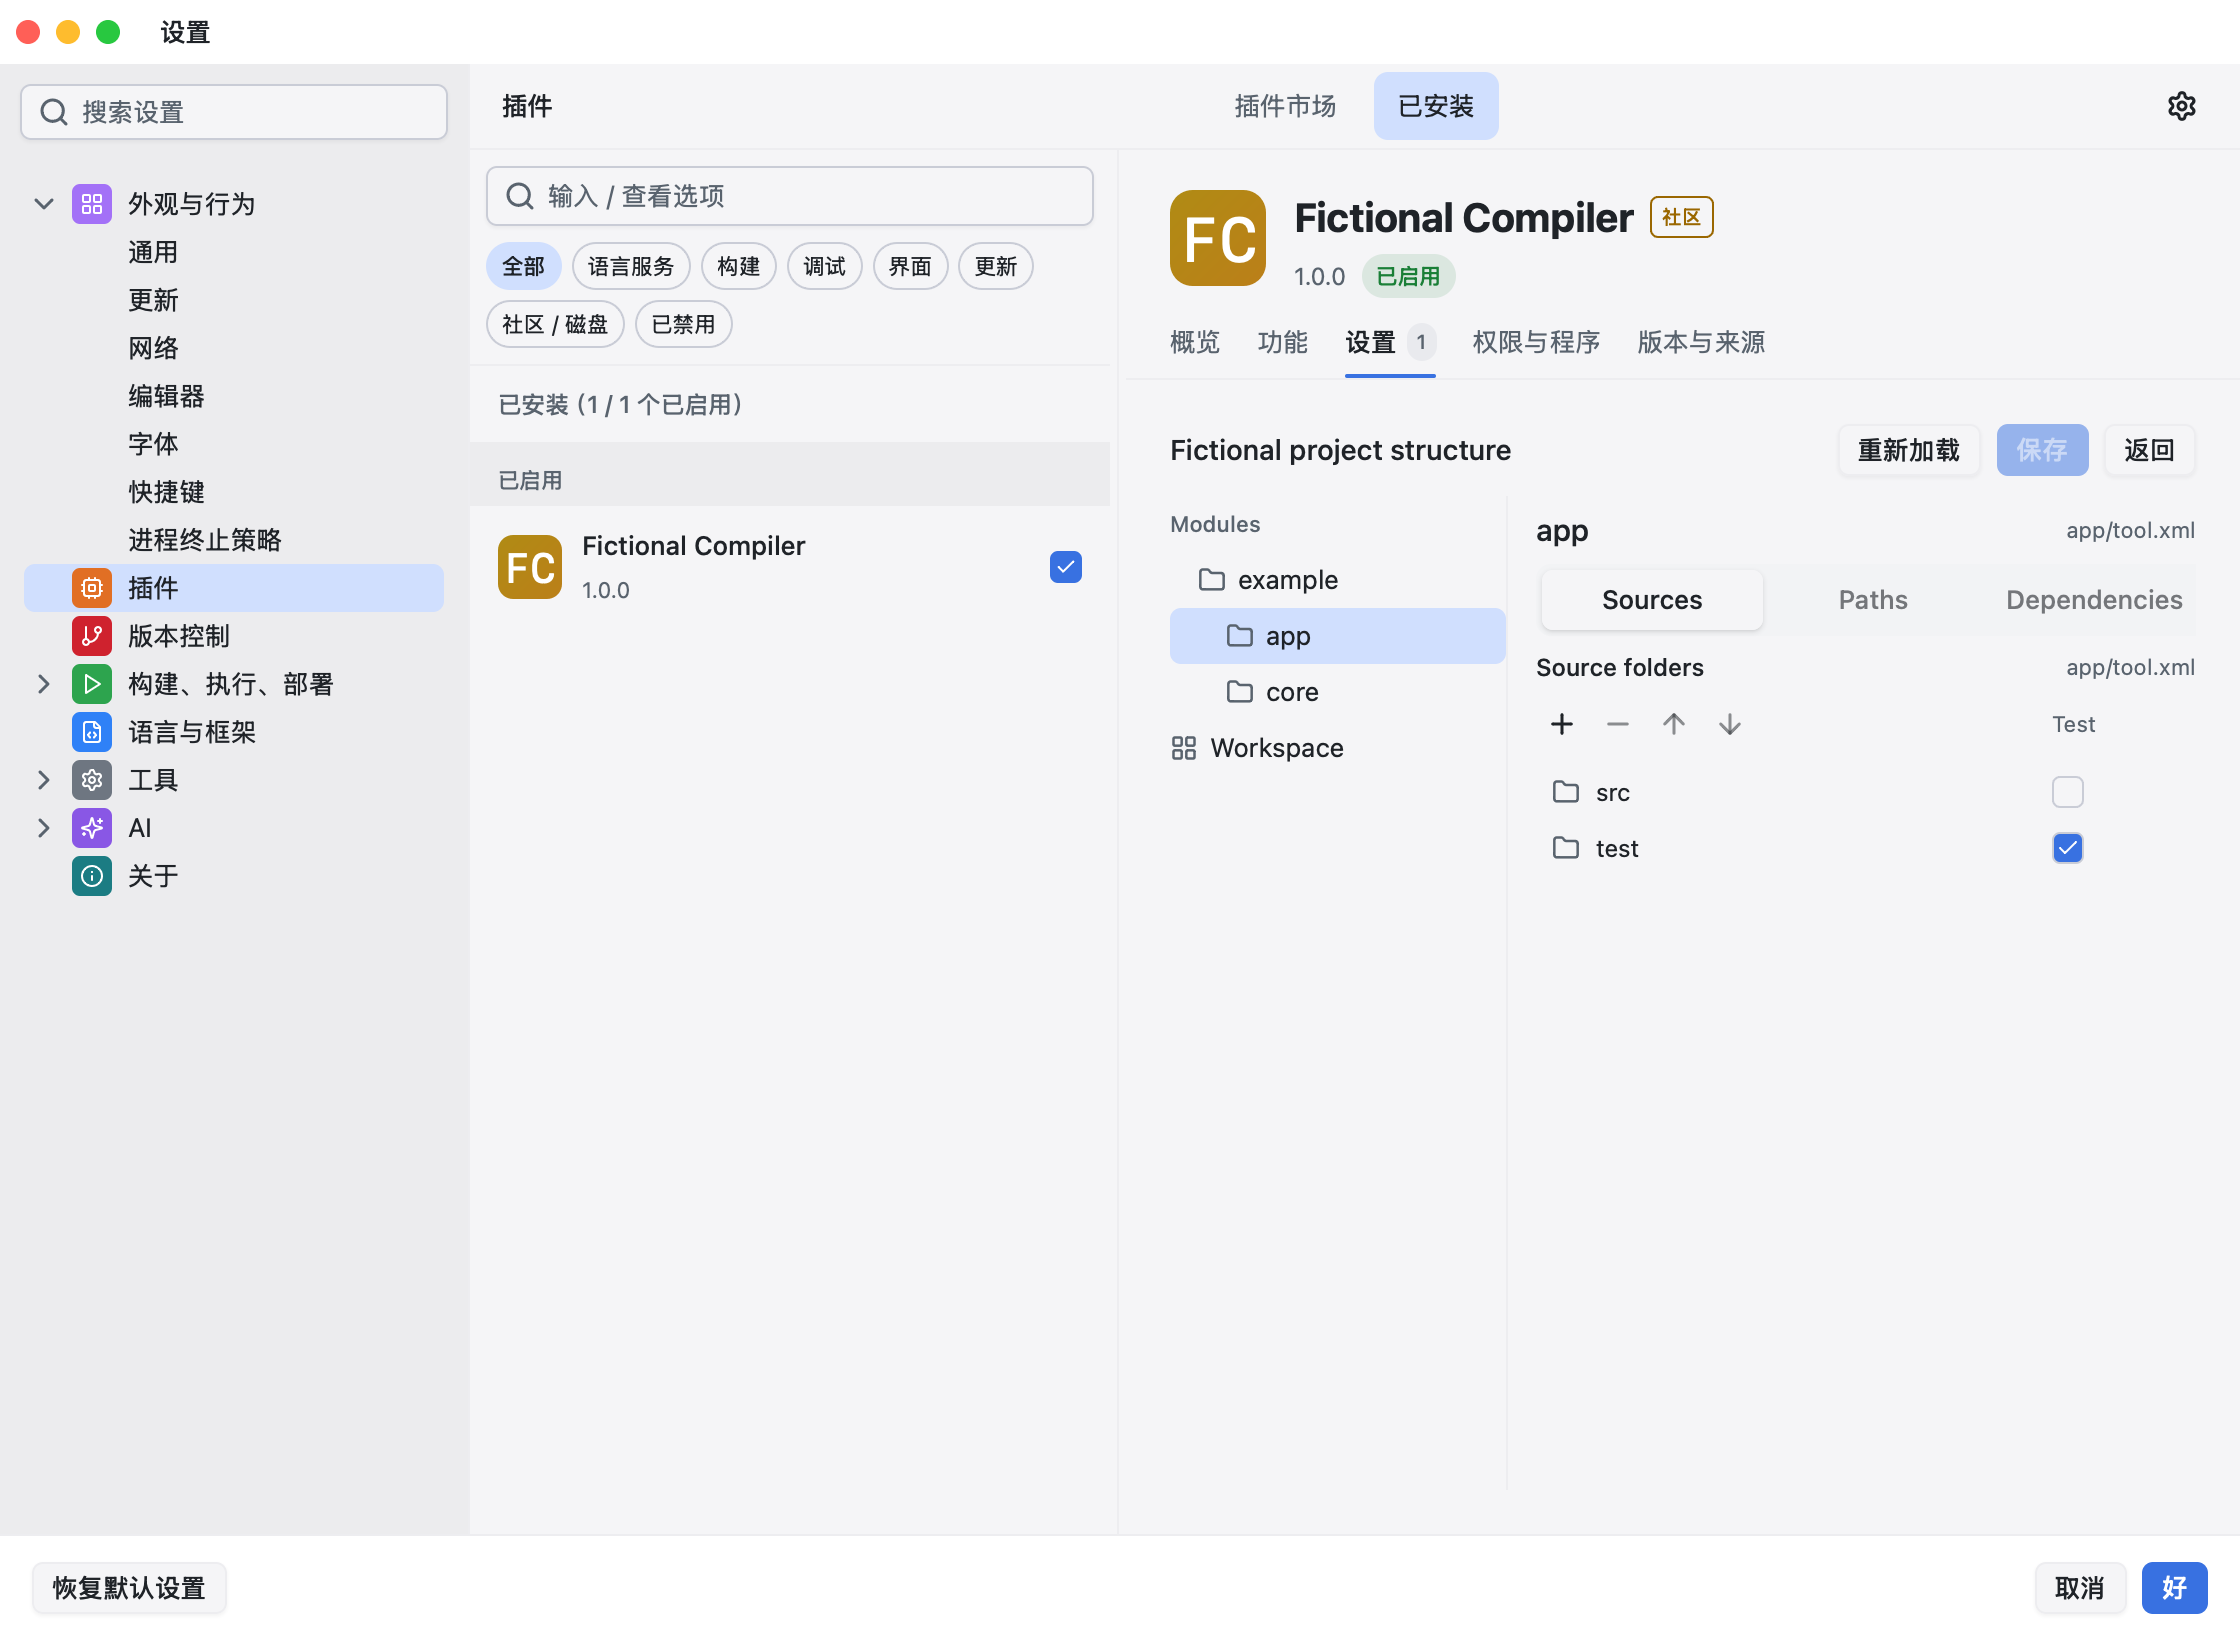 设置
搜索设置
外观与行为
通用
更新
网络
编辑器
字体
快捷键
进程终止策略
插件
版本控制
构建、执行、部署
语言与框架
工具
AI
关于
插件
插件市场
已安装
输入 / 查看选项
全部
语言服务
构建
调试
界面
更新
社区 / 磁盘
已禁用
已安装 (1 / 1 个已启用)
已启用
FC
Fictional Compiler
1.0.0
FC
Fictional Compiler
社区
1.0.0
已启用
概览
功能
设置 1
权限与程序
版本与来源
Fictional project structure
重新加载
保存
返回
Modules
example
app
core
Workspace
app
app/tool.xml
Sources
Paths
Dependencies
Source folders
app/tool.xml
Test
src
test
恢复默认设置
取消
好